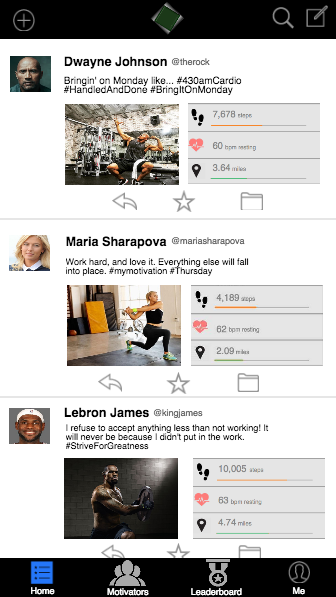 Dwayne Johnson @therock
Bringin' on Monday like... #430amCardio
#HandledAndDone #BringItOnMonday
7,678 steps
60 bpm resting
3.64 miles
Maria Sharapova @mariasharapova
Work hard, and love it. Everything else will fall
into place. #mymotivation #Thursday
4,189 steps
62 bpm resting
2.09 miles
Lebron James @kingjames
I refuse to accept anything less than not working! It
will never be because I didn't put in the work.
#StriveForGreatness
10,005 steps
63 bpm resting
4.74 miles
Home Motivators Leaderboard Me